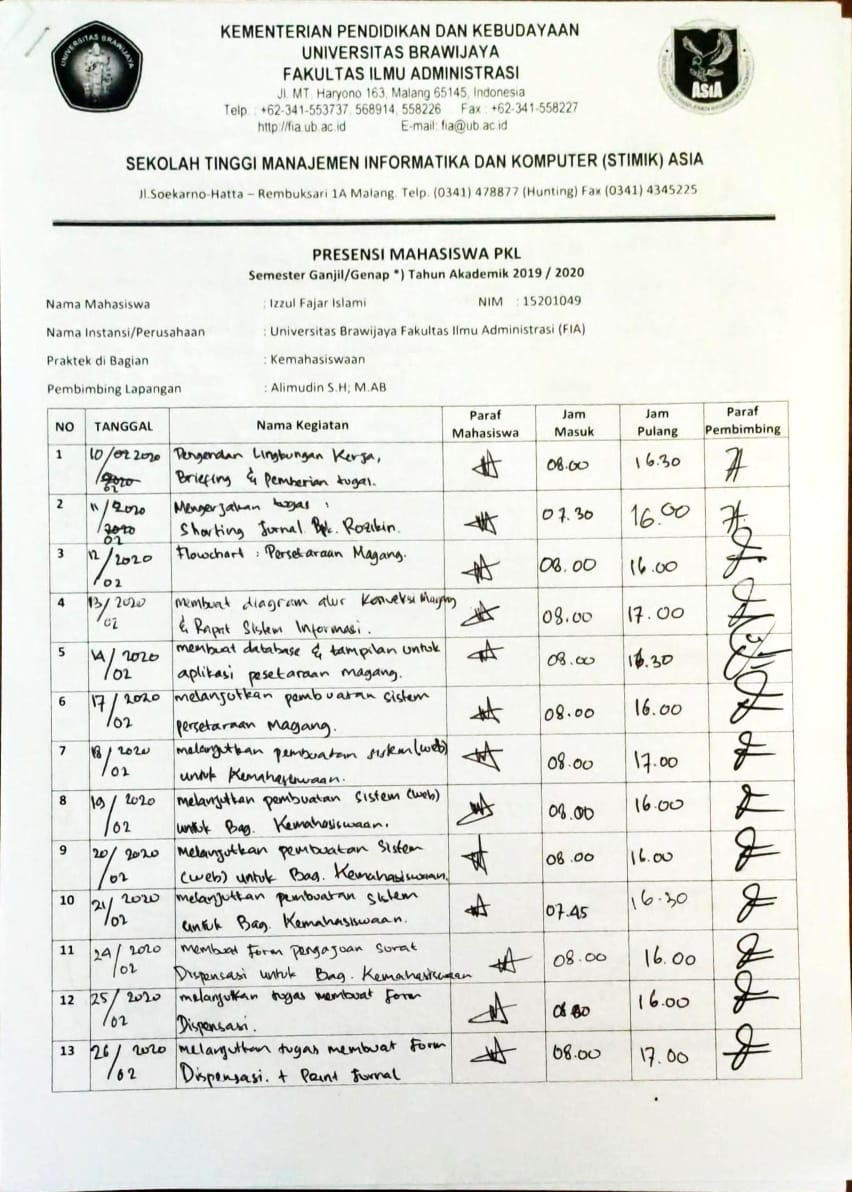 UNIVERSITAS BRAWIJAYA
ASIA
KEMENTERIAN PENDIDIKAN DAN KEBUDAYAAN
UNIVERSITAS BRAWIJAYA
FAKULTAS ILMU ADMINISTRASI
Jl. MT. Haryono 163, Malang 65145, Indonesia
Telp. : +62-341-553737, 568914, 558226 Fax : +62-341-558227
http://fia.ub.ac.id E-mail: fia@ub.ac.id
SEKOLAH TINGGI MANAJEMEN INFORMATIKA DAN KOMPUTER (STIMIK) ASIA
Jl.Soekarno-Hatta – Rembuksari 1A Malang. Telp. (0341) 478877 (Hunting) Fax (0341) 4345225
PRESENSI MAHASISWA PKL
Semester Ganjil/Genap *) Tahun Akademik 2019 / 2020
Nama Mahasiswa : Izzul Fajar Islami NIM : 15201049
Nama Instansi/Perusahaan : Universitas Brawijaya Fakultas Ilmu Administrasi (FIA)
Praktek di Bagian : Kemahasiswaan
Pembimbing Lapangan : Alimudin S.H; M.AB
NO TANGGAL Nama Kegiatan Paraf Mahasiswa Jam Masuk Jam Pulang Paraf Pembimbing
1 10/02 2020 Pengenalan Lingkungan Kerja, 08.00 16.30
Briefing & Pemberian tugas.
2 11/2020 Mengerjakan tugas : 07.30 16.00
02 Shorting Jurnal Bpk. Rozikin.
3 12/2020 Flowchart : Persetaraan Magang. 08.00 16.00
/02
4 13/2020 membuat diagram alur Konversi Magang 08.00 17.00
/02 & Rapat Sistem Informasi.
5 14/2020 membuat database & tampilan untuk 08.00 16.30
/02 aplikasi pesetaraan magang.
6 17/2020 melanjutkan pembuatan sistem 08.00 16.00
/02 persetaraan Magang.
7 18/2020 melanjutkan pembuatan sistem (web) 08.00 17.00
/02 untuk Kemahasiswaan.
8 19/2020 melanjutkan pembuatan sistem (web) 08.00 16.00
/02 untuk Bag. Kemahasiswaan.
9 20/2020 Melanjutkan pembuatan Sistem 08.00 16.00
/02 (web) untuk Bag. Kemahasiswaan.
10 21/2020 melanjutkan pembuatan sistem 07.45 16.30
/02 untuk Bag. Kemahasiswaan.
11 24/2020 membuat Form Pengajuan Surat 08.00 16.00
/02 Dispensasi untuk Bag. Kemahasiswaan
12 25/2020 melanjutkan tugas membuat Form 16.00
/02 Dispensasi.
13 26/2020 melanjutkan tugas membuat Form 08.00 17.00
/02 Dispensasi. + Jurnal